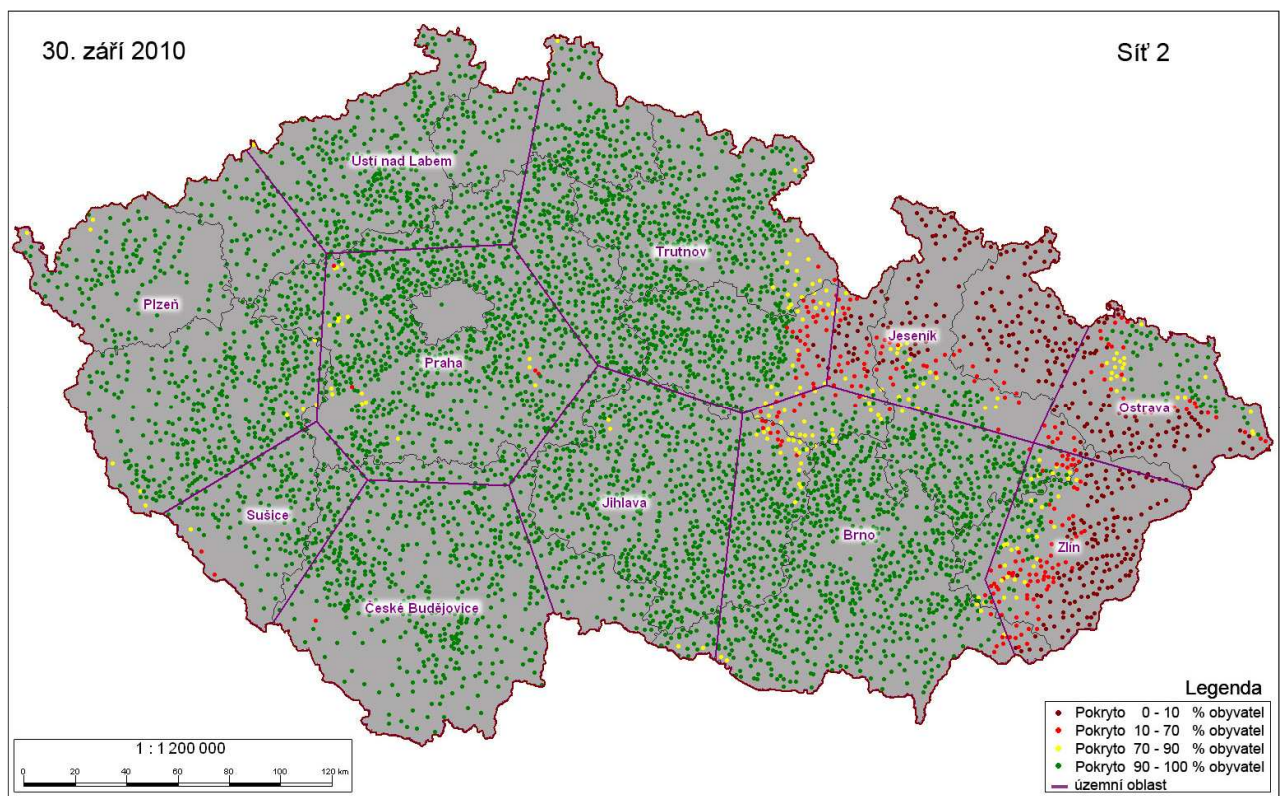 30. září 2010
Síť 2
Ústí nad Labem
Trutnov
Plzeň
Jeseník
Praha
Ostrava
Sušice
Jihlava
Brno
Zlín
České Budějovice
Legenda
Pokryto 0 - 10 % obyvatel
Pokryto 10 - 70 % obyvatel
Pokryto 70 - 90 % obyvatel
Pokryto 90 - 100 % obyvatel
územní oblast
1 : 1 200 000
0 20 40 60 80 100 120 km